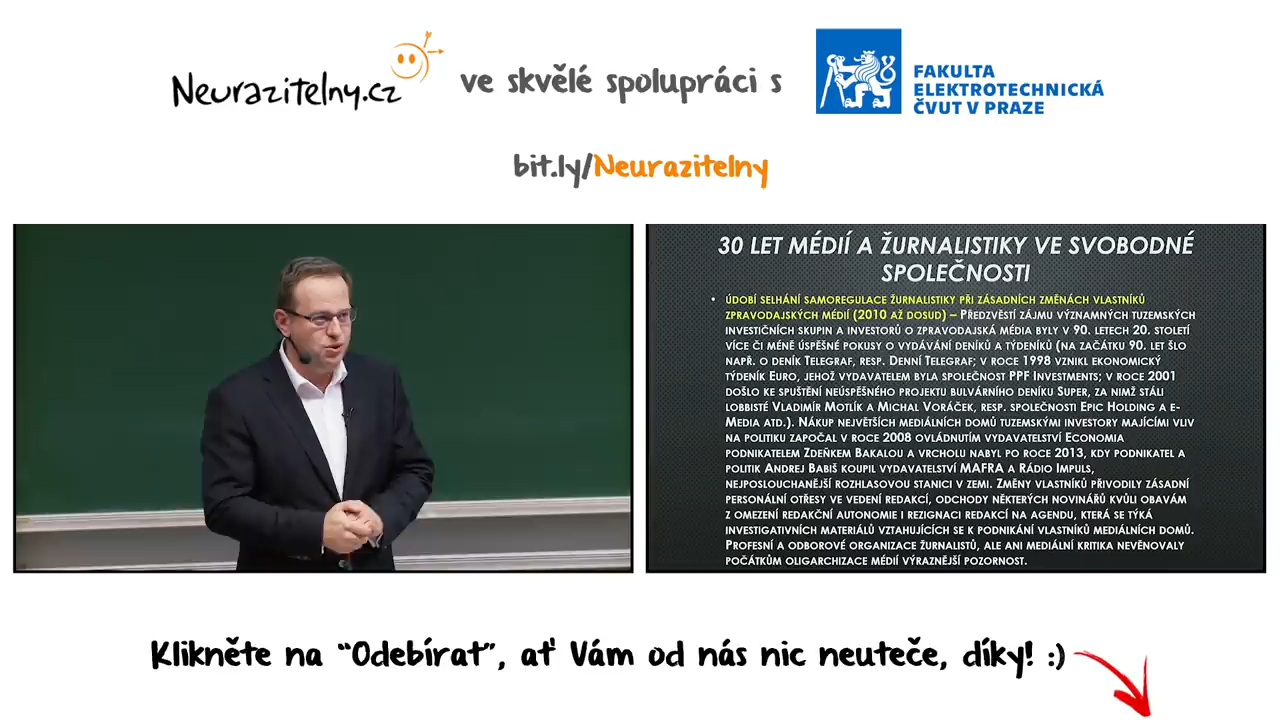 Neurazitelny.cz ve skvělé spolupráci s
FAKULTA
ELEKTROTECHNICKÁ
ČVUT V PRAZE
bit.ly/Neurazitelny
30 LET MÉDIÍ A ŽURNALISTIKY VE SVOBODNÉ
SPOLEČNOSTI
• ÚDOBÍ SELHÁNÍ SAMOREGULACE ŽURNALISTIKY PŘI ZÁSADNÍCH ZMĚNÁCH VLASTNÍKŮ
ZPRAVODAJSKÝCH MÉDIÍ (2010 AŽ DOSUD) – PŘEDZVĚSTÍ ZÁJMU VÝZNAMNÝCH TUZEMSKÝCH
INVESTIČNÍCH SKUPIN A INVESTORŮ O ZPRAVODAJSKÁ MÉDIA BYLY V 90. LETECH 20. STOLETÍ
VÍCE ČI MÉNĚ ÚSPĚŠNÉ POKUSY O VYDÁVÁNÍ DENÍKŮ A TÝDENÍKŮ (NA ZAČÁTKU 90. LET ŠLO
NAPŘ. O DENÍK TELEGRAF, RESP. DENNÍ TELEGRAF; V ROCE 1998 VZNIKL EKONOMICKÝ
TÝDENÍK EURO, JEHOŽ VYDAVATELEM BYLA SPOLEČNOST PPF INVESTMENTS; V ROCE 2001
DOŠLO KE SPUŠTĚNÍ NEÚSPĚŠNÉHO PROJEKTU BULVÁRNÍHO DENÍKU SUPER, ZA NIMŽ STÁLI
LOBBISTÉ VLADIMÍR MOTLÍK A MICHAL VORÁČEK, RESP. SPOLEČNOSTI EPIC HOLDING A E-
MEDIA ATD.). NÁKUP NEJVĚTŠÍCH MEDIÁLNÍCH DOMŮ TUZEMSKÝMI INVESTORY MAJÍCÍMI VLIV
NA POLITIKU ZAPOČAL V ROCE 2008 OVLÁDNUTÍM VYDAVATELSTVÍ ECONOMIA
PODNIKATELEM ZDEŇKEM BAKALOU A VRCHOLU NABYL PO ROCE 2013, KDY PODNIKATEL A
POLITIK ANDREJ BABIŠ KOUPIL VYDAVATELSTVÍ MAFRA A RÁDIO IMPULS,
NEJPOSLOUCHANĚJŠÍ ROZHLASOVOU STANICI V ZEMI. ZMĚNY VLASTNÍKŮ PŘIVODILY ZÁSADNÍ
PERSONÁLNÍ OTŘESY VE VEDENÍ REDAKCÍ, ODCHODY NĚKTERÝCH NOVINÁŘŮ KVŮLI OBAVÁM
Z OMEZENÍ REDAKČNÍ AUTONOMIE I REZIGNACI REDAKCÍ NA AGENDU, KTERÁ SE TÝKÁ
INVESTIGATIVNÍCH MATERIÁLŮ VZTAHUJÍCÍCH SE K PODNIKÁNÍ VLASTNÍKŮ MEDIÁLNÍCH DOMŮ.
PROFESNÍ A ODBOROVÉ ORGANIZACE ŽURNALISTŮ, ALE ANI MEDIÁLNÍ KRITIKA NEVĚNOVALY
POČÁTKŮM OLIGARCHIZACE MÉDIÍ VÝRAZNĚJŠÍ POZORNOST.
Klikněte na “Odebírat”, ať Vám od nás nic neuteče, díky! :)